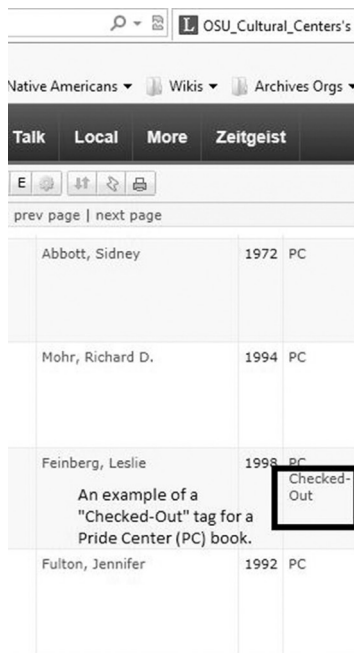 L OSU_Cultural_Centers's
Native Americans Wikis Archives Orgs
Talk Local More Zeitgeist
E
prev page | next page
Abbott, Sidney 1972 PC
Mohr, Richard D. 1994 PC
Feinberg, Leslie 1998 PC
Checked-
Out
An example of a
"Checked-Out" tag for a
Pride Center (PC) book.
Fulton, Jennifer 1992 PC